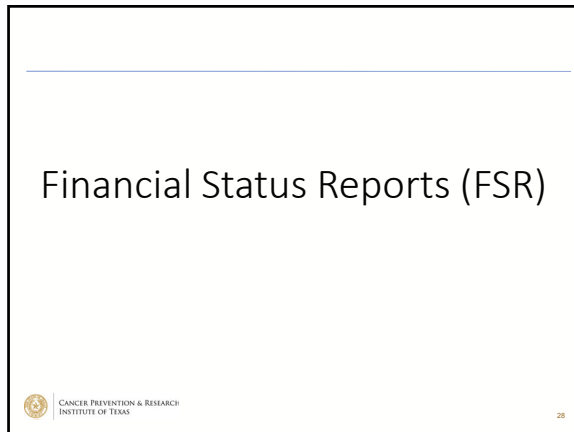 Financial Status Reports (FSR)
CANCER PREVENTION & RESEARCH
INSTITUTE OF TEXAS
28